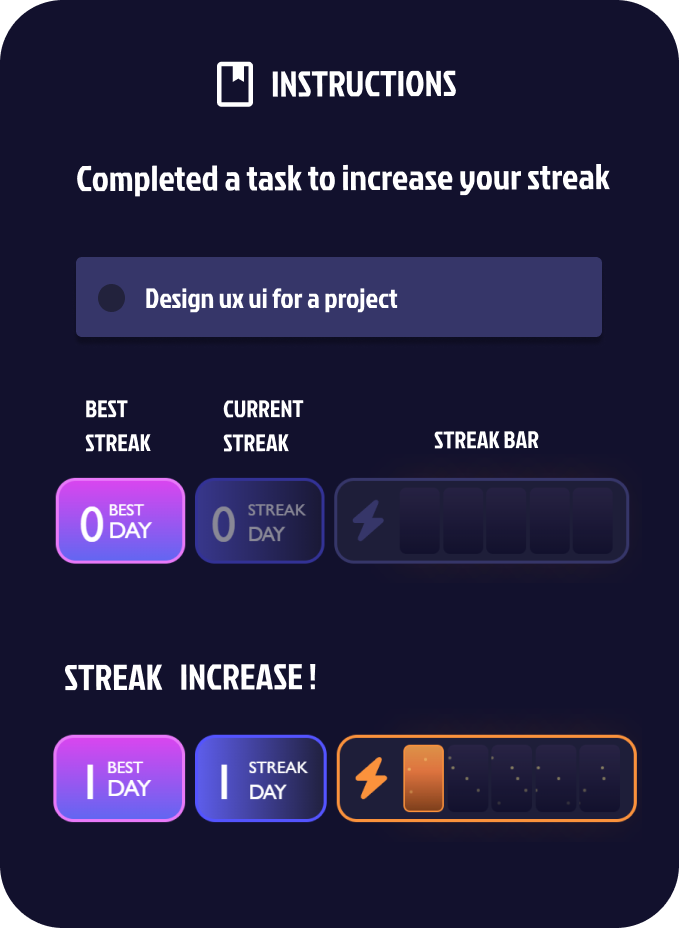 INSTRUCTIONS
Completed a task to increase your streak
Design ux ui for a project
BEST
STREAK
CURRENT
STREAK
STREAK BAR
0 BEST
DAY
0 STREAK
DAY
STREAK INCREASE !
1 BEST
DAY
1 STREAK
DAY